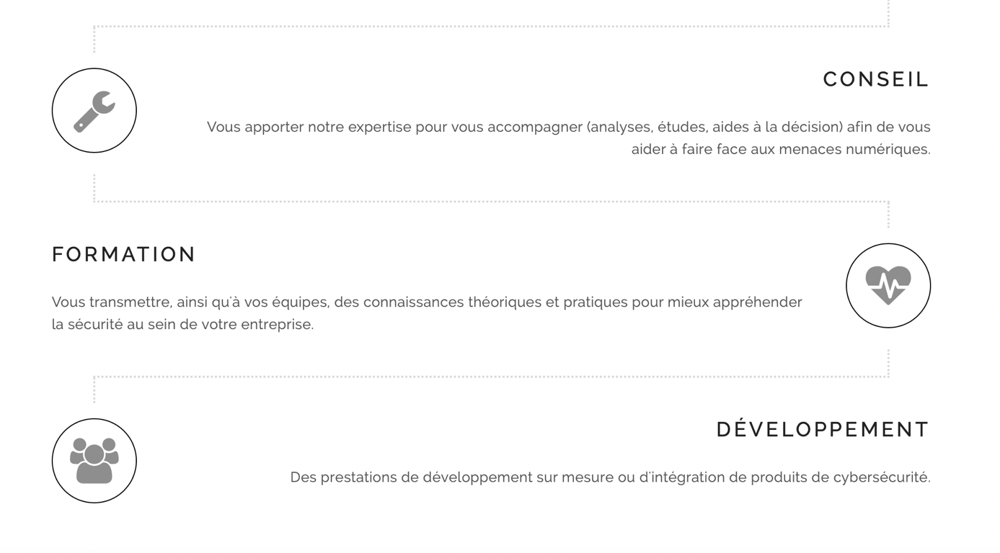 CONSEIL
Vous apporter notre expertise pour vous accompagner (analyses, études, aides à la décision) afin de vous
aider à faire face aux menaces numériques.
FORMATION
Vous transmettre, ainsi qu'à vos équipes, des connaissances théoriques et pratiques pour mieux appréhender
la sécurité au sein de votre entreprise.
DÉVELOPPEMENT
Des prestations de développement sur mesure ou d'intégration de produits de cybersécurité.